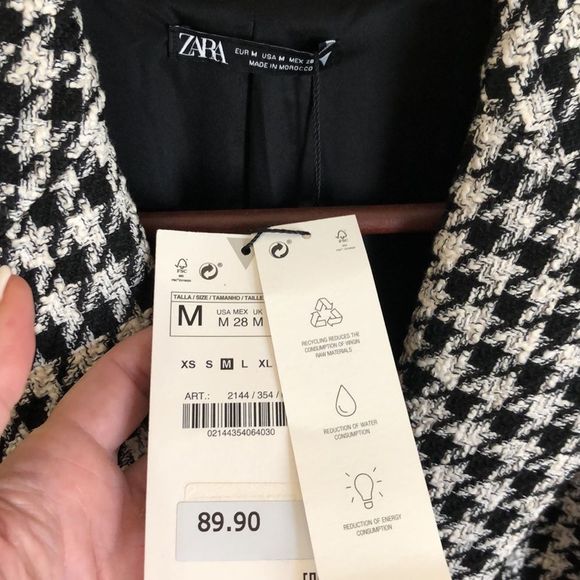 ZARA
EUR M USA M MEX 28
MADE IN MOROCCO
FSC
FSC
TALLA / SIZE / TAMANHO / TAILLE
M
USA MEX UK
M 28 M
XS S M L XL
ART.: 2144 / 354 /
02144354064030
89.90
RECYCLING REDUCES THE
CONSUMPTION OF VIRGIN
RAW MATERIALS
REDUCTION OF WATER
CONSUMPTION
REDUCTION OF ENERGY
CONSUMPTION